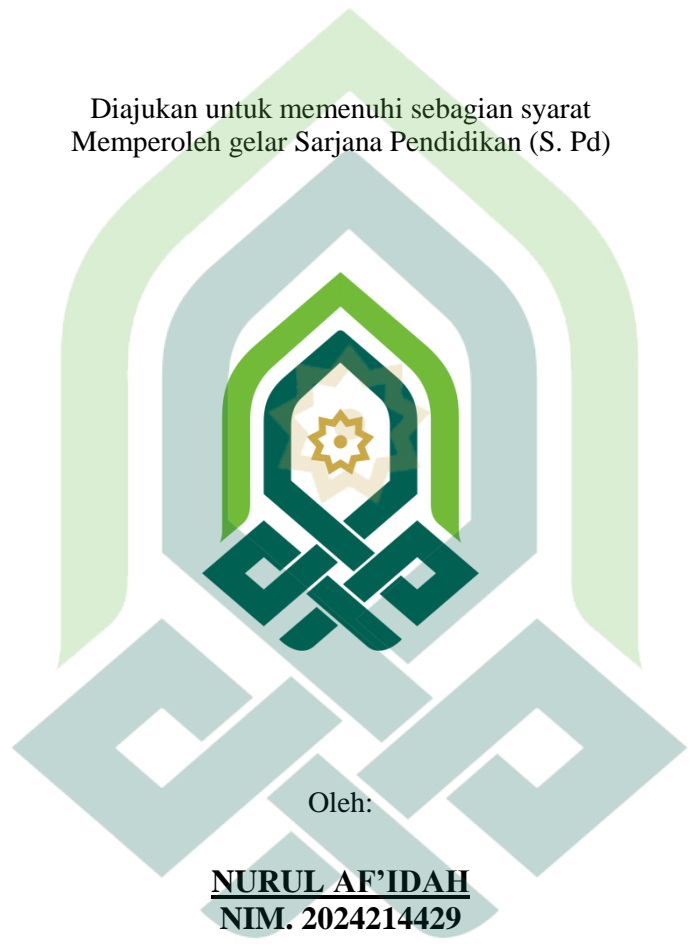 Diajukan untuk memenuhi sebagian syarat
Memperoleh gelar Sarjana Pendidikan (S. Pd)
Oleh:
NURUL AF’IDAH
NIM. 2024214429